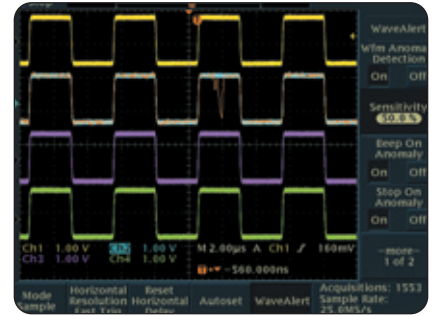 WaveAlert
Wfm Anomaly
Detection
On Off
Sensitivity
50.0 %
Beep On
Anomaly
On Off
Stop On
Anomaly
On Off
-more-
1 of 2
Ch1 1.00 V Ch2 1.00 V M 2.00µs A Ch1 160mV
Ch3 1.00 V Ch4 1.00 V
-560.000ns
Mode
Sample
Horizontal
Resolution
Fast Trig
Reset
Horizontal
Delay
Autoset
WaveAlert
Acquisitions: 1553
Sample Rate:
25.0MS/s